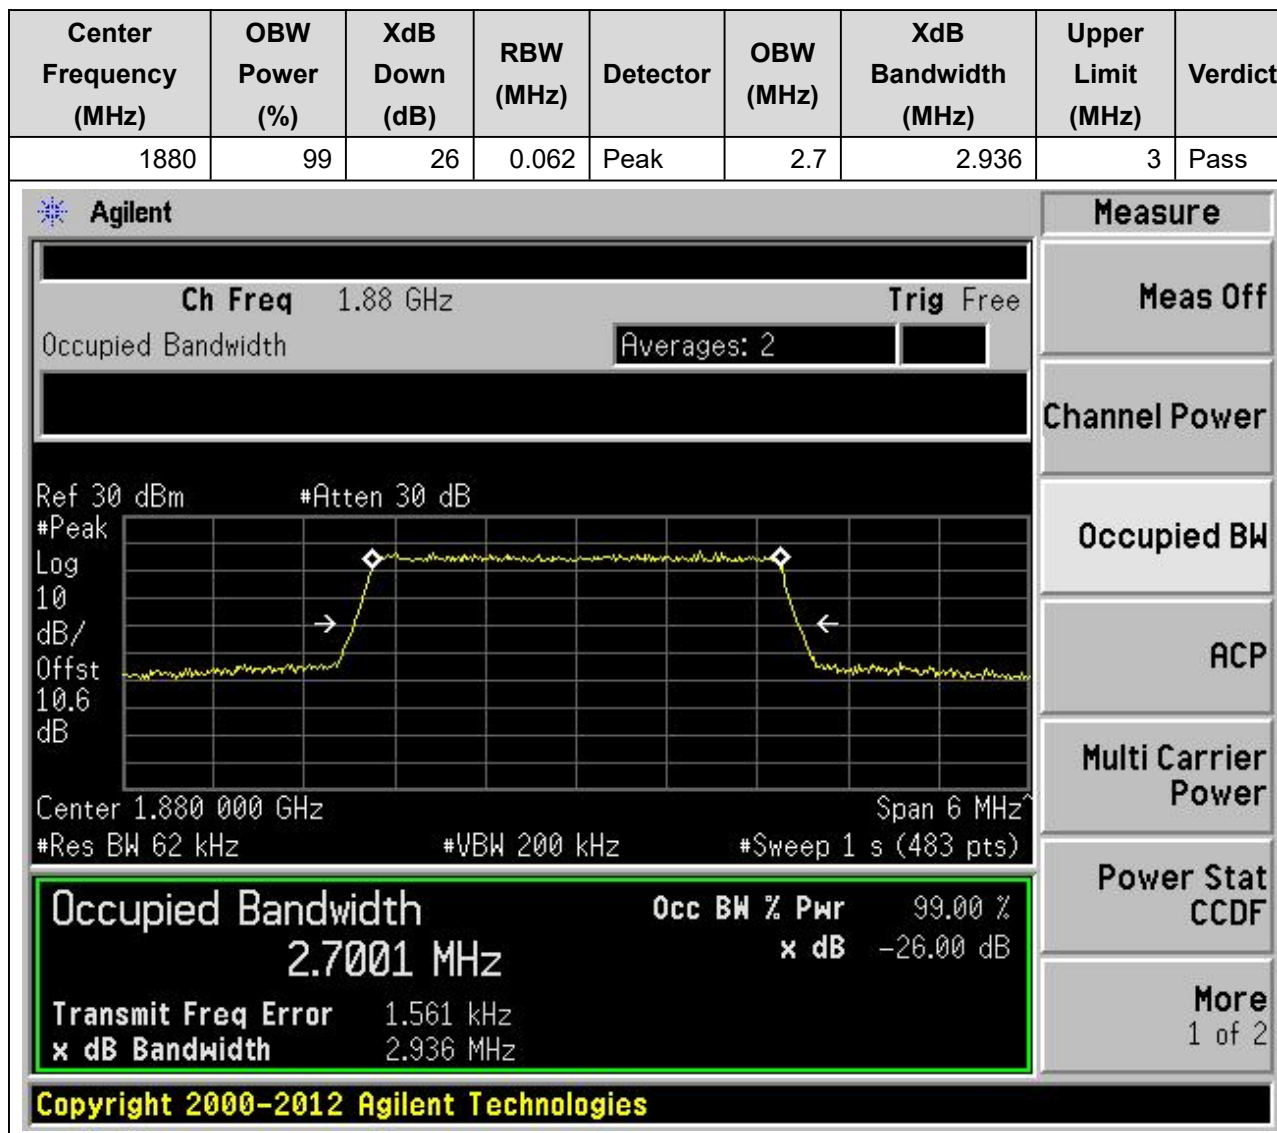 Center Frequency (MHz) OBW Power (%) XdB Down (dB) RBW (MHz) Detector OBW (MHz) XdB Bandwidth (MHz) Upper Limit (MHz) Verdict
1880 99 26 0.062 Peak 2.7 2.936 3 Pass
Agilent
Measure
Ch Freq 1.88 GHz Trig Free
Meas Off
Occupied Bandwidth Averages: 2
Channel Power
Ref 30 dBm #Atten 30 dB
#Peak
Log
10
dB/
Offst
10.6
dB
Occupied BW
ACP
Multi Carrier
Power
Center 1.880 000 GHz Span 6 MHz^
#Res BW 62 kHz #VBW 200 kHz #Sweep 1 s (483 pts)
Occupied Bandwidth Occ BW % Pwr 99.00 %
2.7001 MHz x dB -26.00 dB
Power Stat
CCDF
Transmit Freq Error 1.561 kHz
x dB Bandwidth 2.936 MHz
More
1 of 2
Copyright 2000-2012 Agilent Technologies